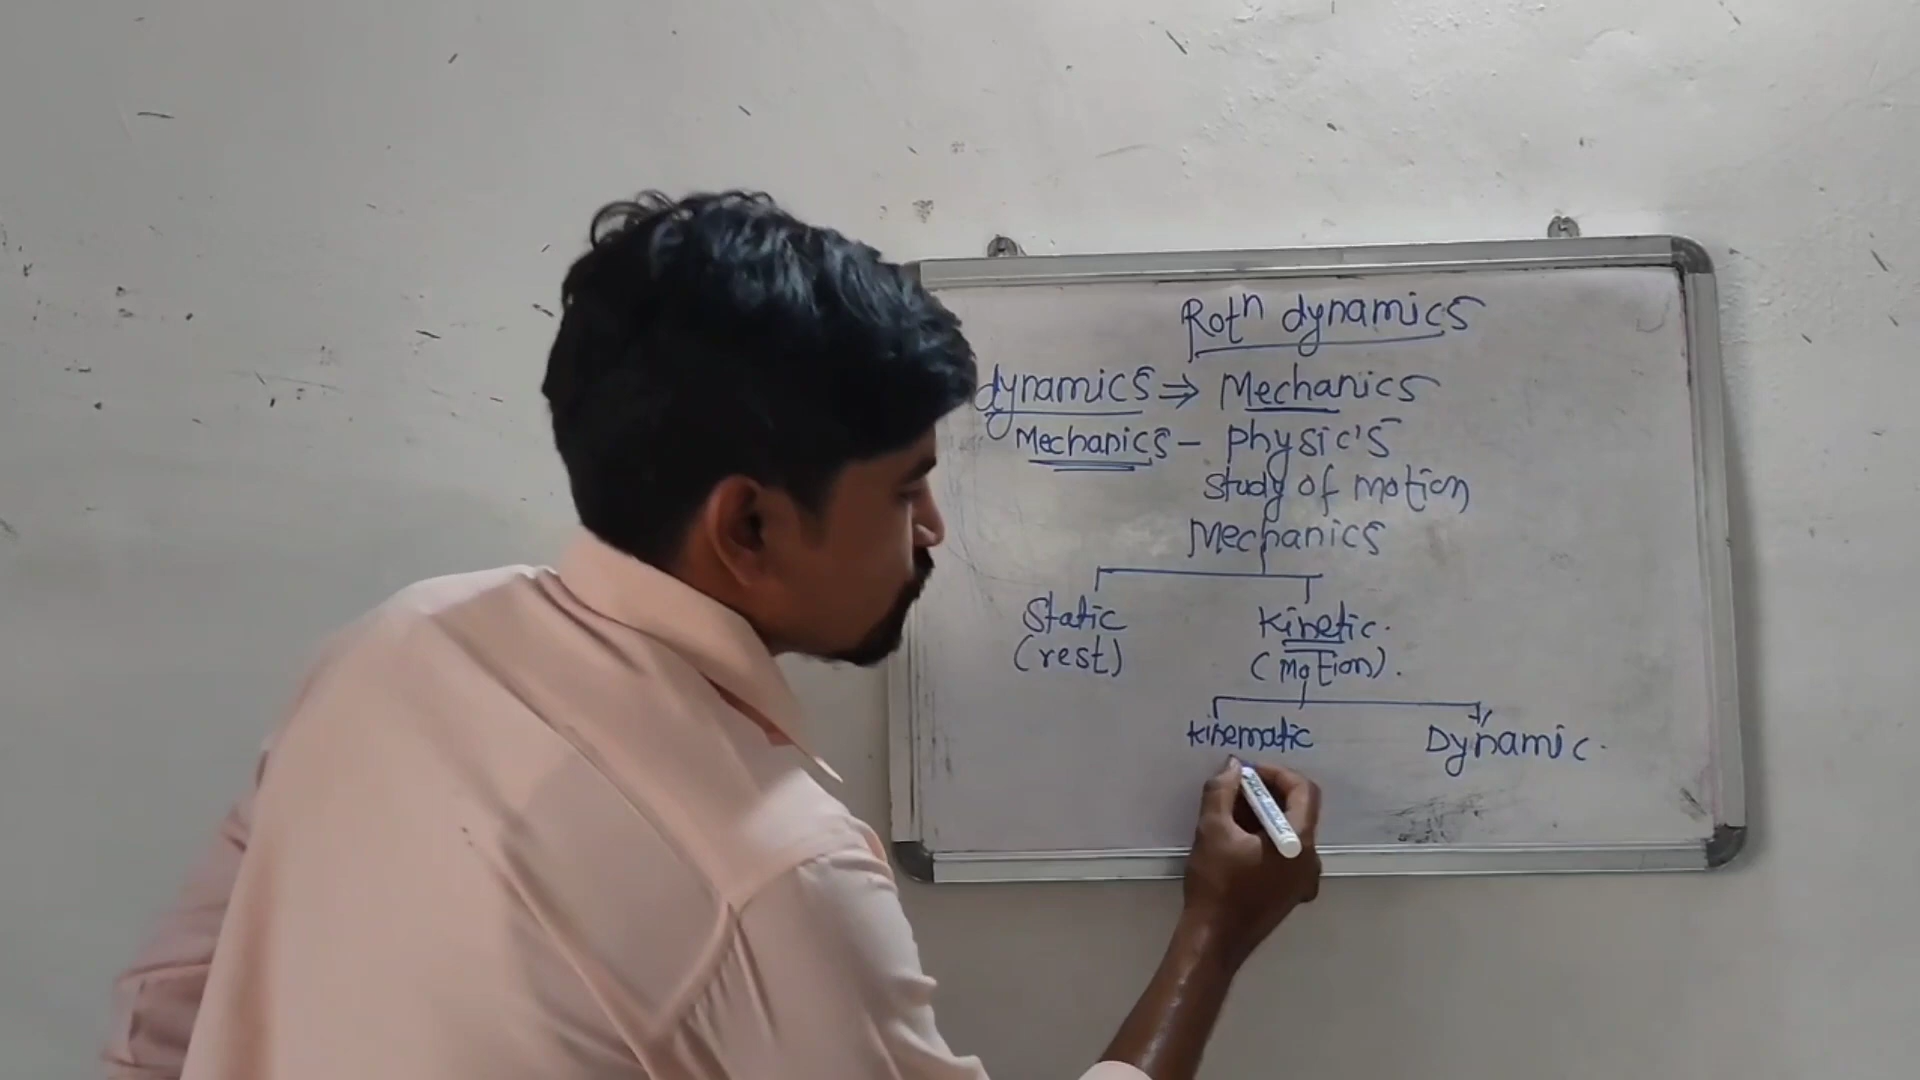 Rotⁿ dynamics
dynamics ⇒ Mechanics
Mechanics - physic's
study of motion
Mechanics
Static Kinetic.
(rest) (Motion).
kinematic Dynamic.